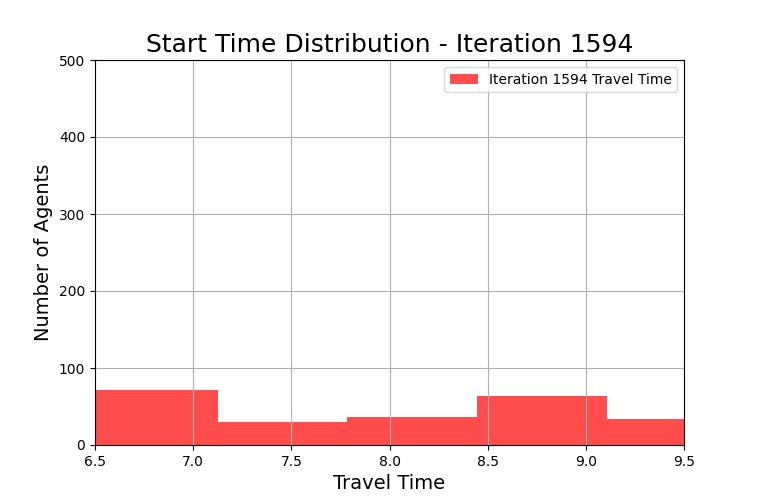 Start Time Distribution - Iteration 1594
Iteration 1594 Travel Time
Number of Agents
500
400
300
200
100
0
6.5 7.0 7.5 8.0 8.5 9.0 9.5
Travel Time